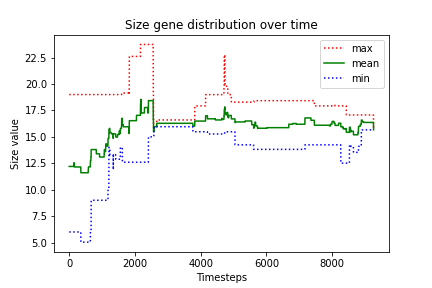 Size gene distribution over time
max
mean
min
Size value
22.5
20.0
17.5
15.0
12.5
10.0
7.5
5.0
0 2000 4000 6000 8000
Timesteps